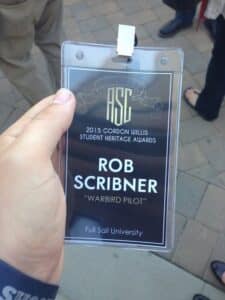 ASC
2015 GORDON WILLIS
STUDENT HERITAGE AWARDS
ROB
SCRIBNER
"WARBIRD PILOT"
Full Sail University